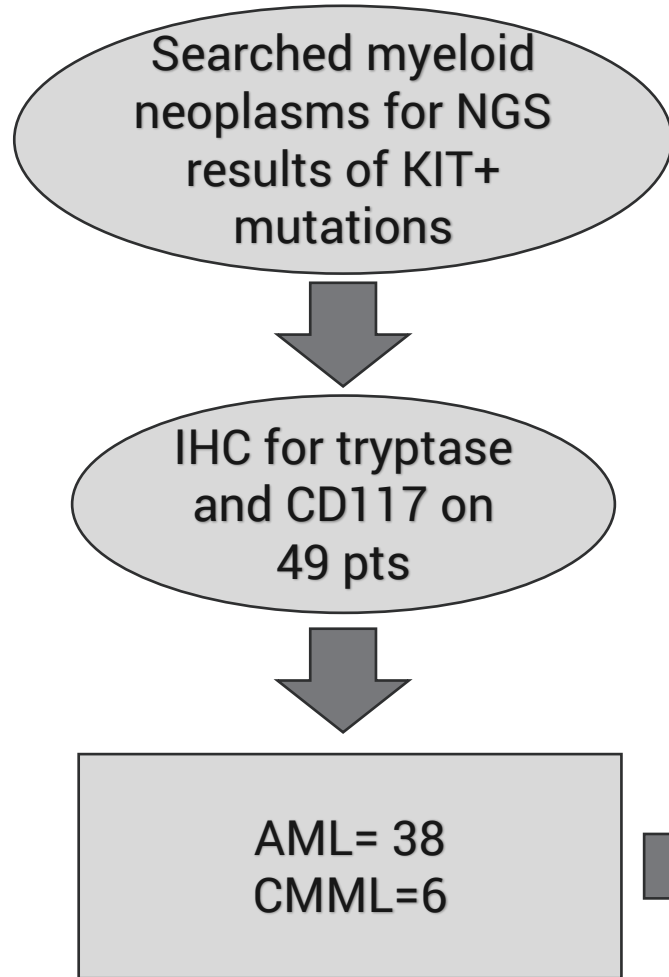 Searched myeloid
neoplasms for NGS
results of KIT+
mutations
IHC for tryptase
and CD117 on
49 pts
AML= 38
CMML=6